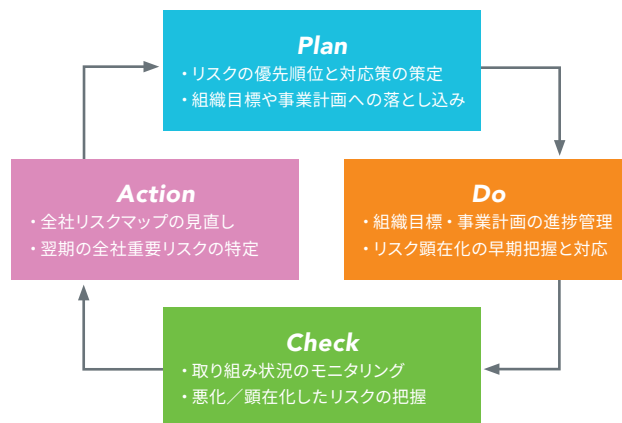 Plan
・リスクの優先順位と対応策の策定
・組織目標や事業計画への落とし込み
Action
・全社リスクマップの見直し
・翌期の全社重要リスクの特定
Do
・組織目標・事業計画の進捗管理
・リスク顕在化の早期把握と対応
Check
・取り組み状況のモニタリング
・悪化／顕在化したリスクの把握